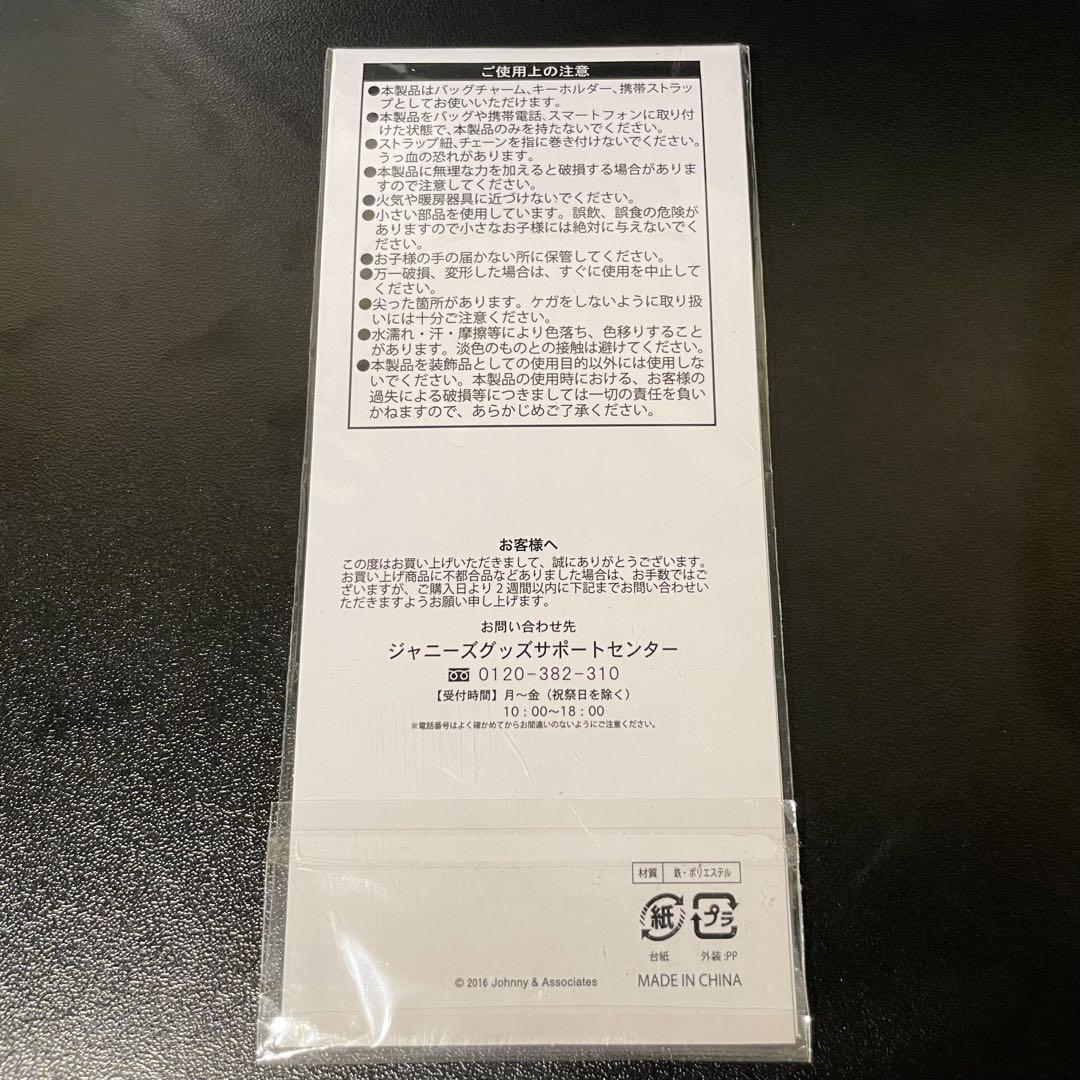 ご使用上の注意
●本製品はバッグチャーム、キーホルダー、携帯ストラッ
プとしてお使いいただけます。
●本製品をバッグや携帯電話、スマートフォンに取り付
けた状態で、本製品のみを持たないでください。
●ストラップ紐、チェーンを指に巻き付けないでください。
うっ血の恐れがあります。
●本製品に無理な力を加えると破損する場合がありま
すので注意してください。
●火気や暖房器具に近づけないでください。
●小さい部品を使用しています。誤飲、誤食の危険が
ありますので小さなお子様には絶対に与えないでく
ださい。
●お子様の手の届かない所に保管してください。
●万一破損、変形した場合は、すぐに使用を中止して
ください。
●尖った箇所があります。ケガをしないように取り扱
いには十分ご注意ください。
●水濡れ・汗・摩擦等により色落ち、色移りすること
があります。淡色のものとの接触は避けてください。
●本製品を装飾品としての使用目的以外には使用しな
いでください。本製品の使用時における、お客様の
過失による破損等につきましては一切の責任を負い
かねますので、あらかじめご了承ください。
お客様へ
この度はお買い上げいただきまして、誠にありがとうございます。
お買い上げ商品に不都合品などありました場合は、お手数ではご
ざいますが、ご購入日より2週間以内に下記までお問い合わせい
ただきますようお願い申し上げます。
お問い合わせ先
ジャニーズグッズサポートセンター
0120-382-310
【受付時間】月～金（祝祭日を除く）
10：00～18：00
※電話番号はよく確かめてからお間違いのないようにご注意ください。
材質 鉄・ポリエステル
紙 プラ
台紙 外装:PP
© 2016 Johnny & Associates MADE IN CHINA